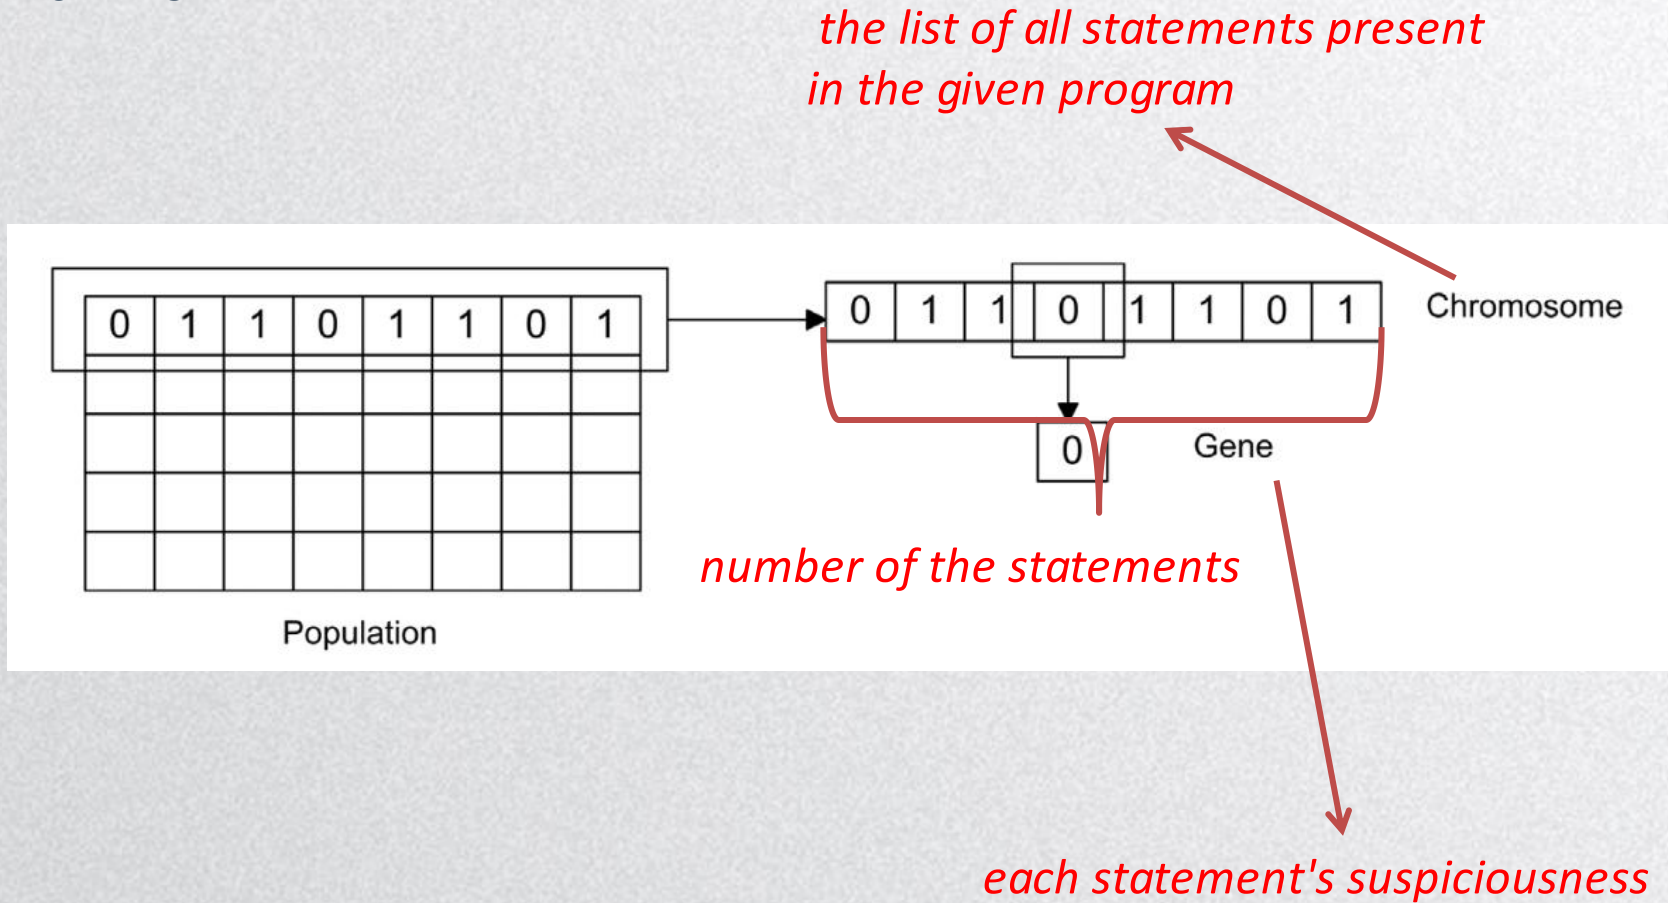 the list of all statements present
in the given program
0 1 1 0 1 1 0 1
0 1 1 0 1 1 0 1
Chromosome
0
Gene
number of the statements
Population
each statement's suspiciousness